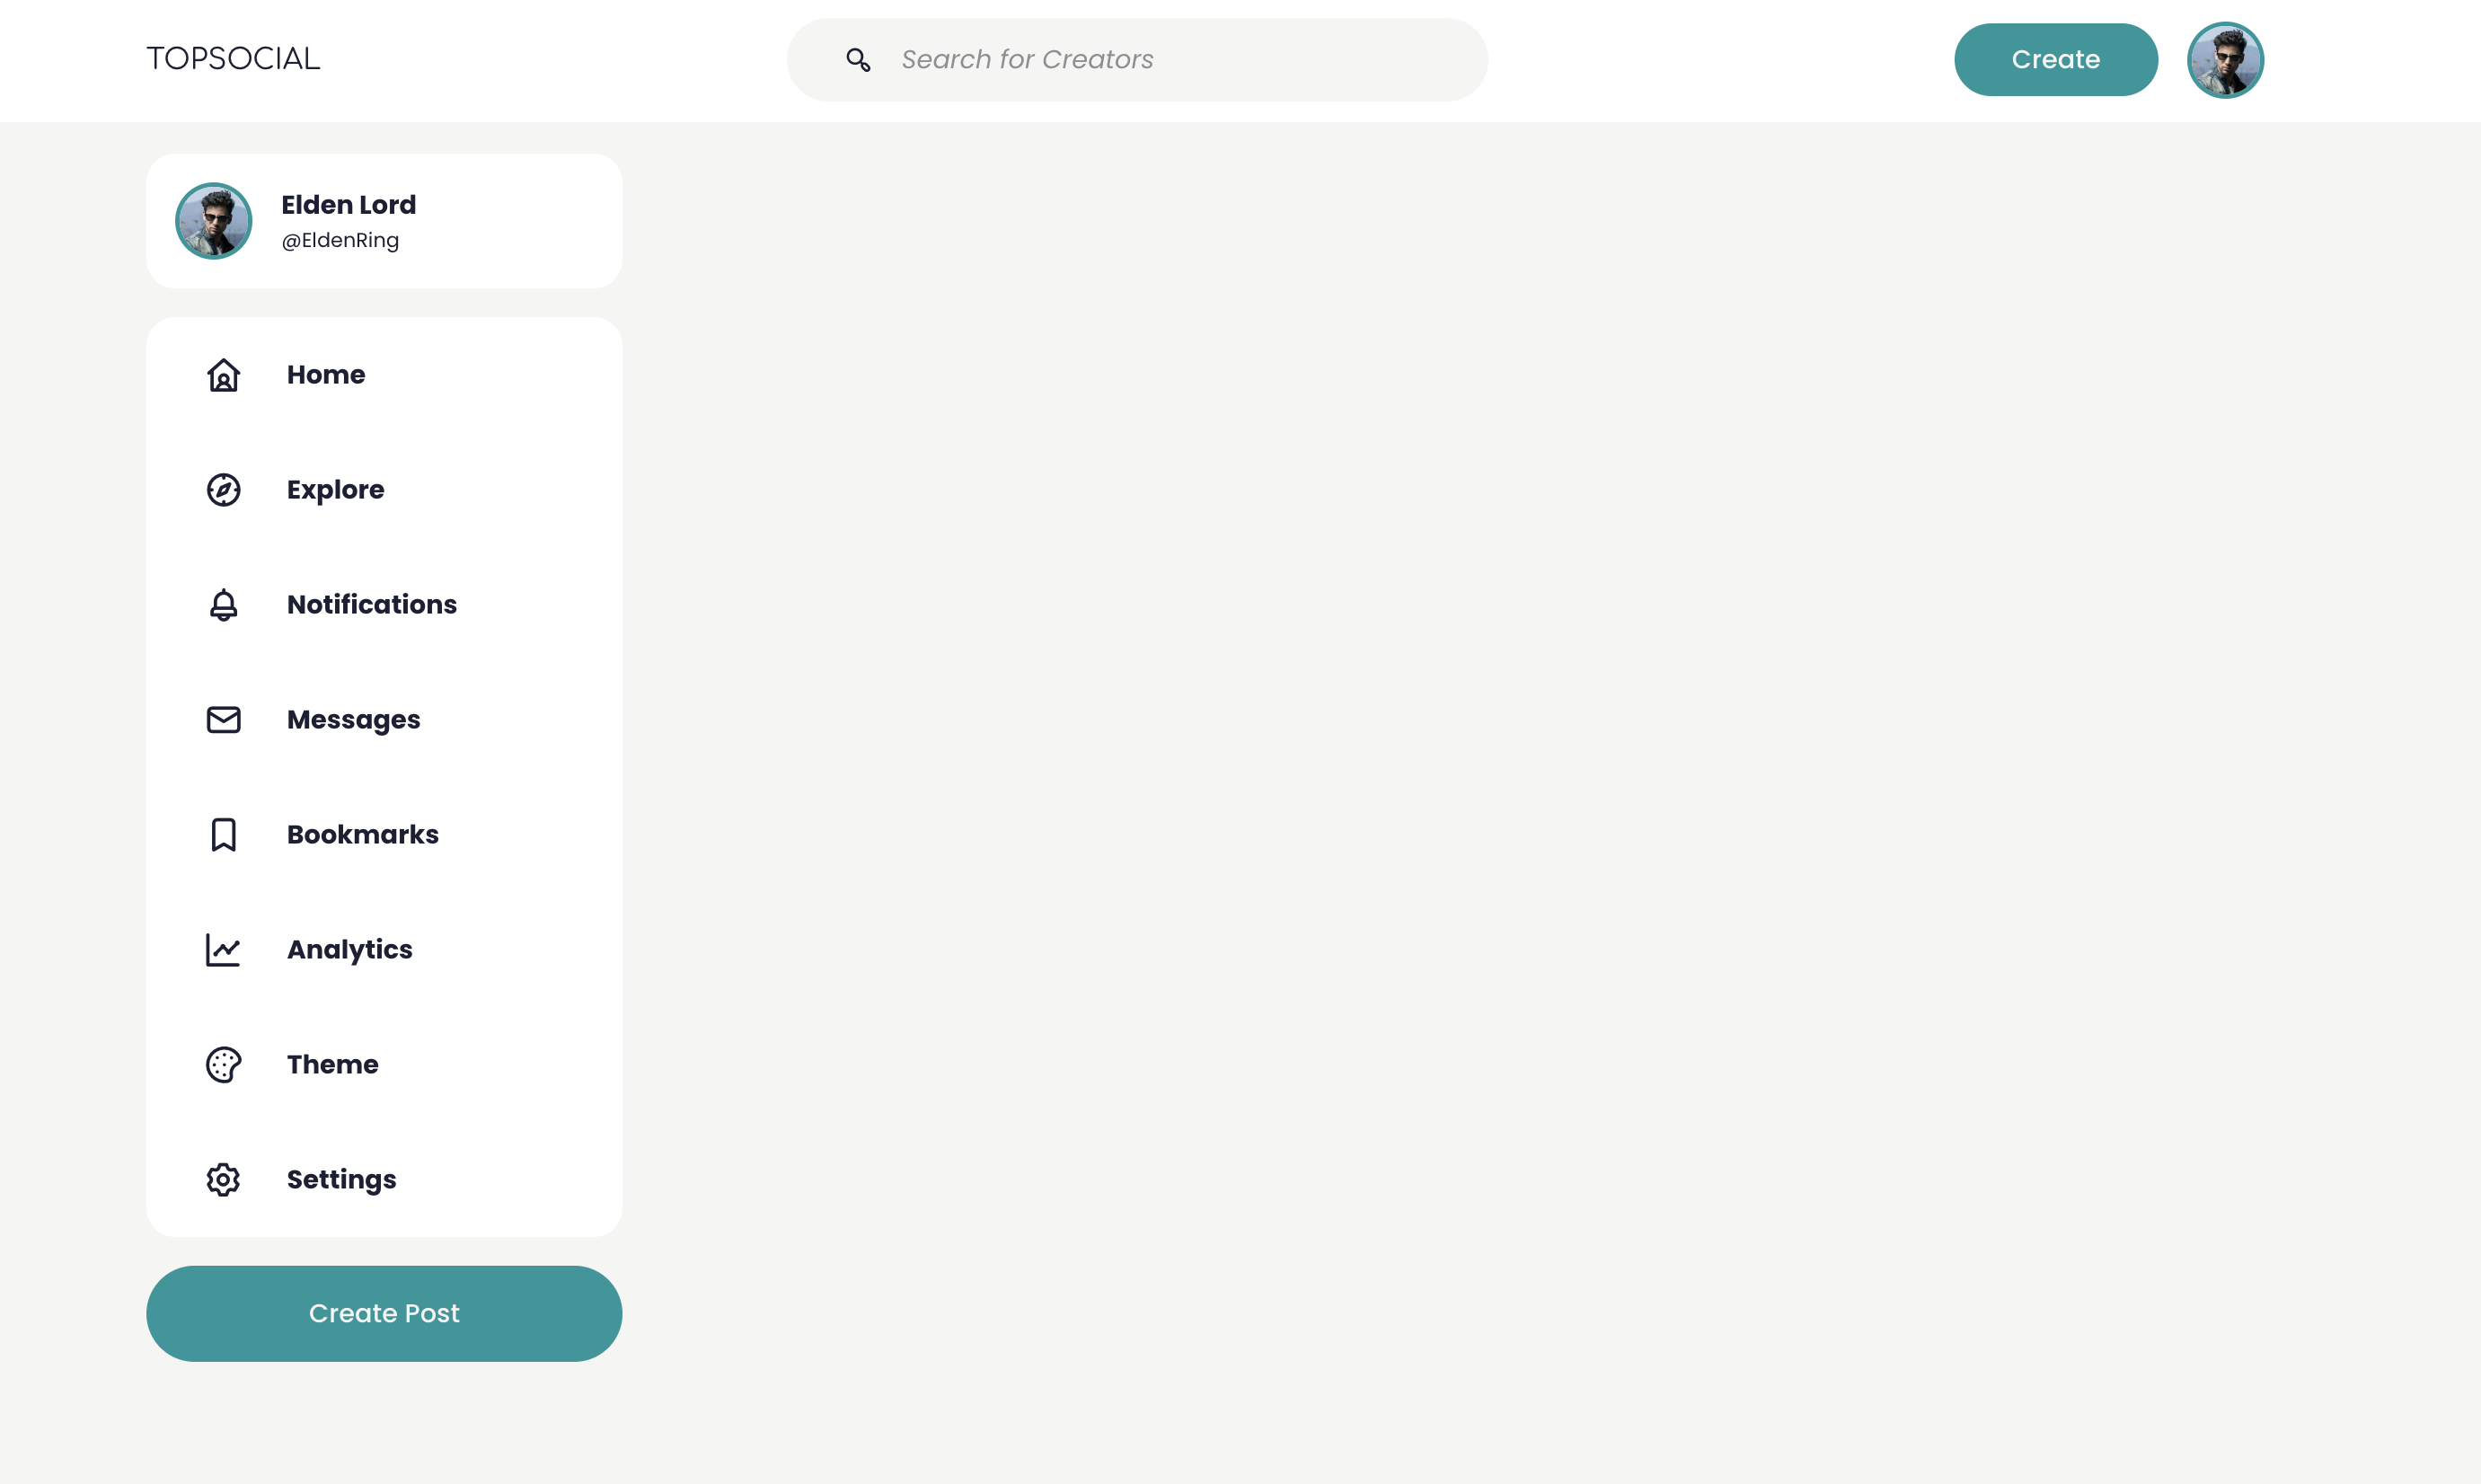 TOPSOCIAL
Search for Creators
Create
Elden Lord
@EldenRing
Home
Explore
Notifications
Messages
Bookmarks
Analytics
Theme
Settings
Create Post